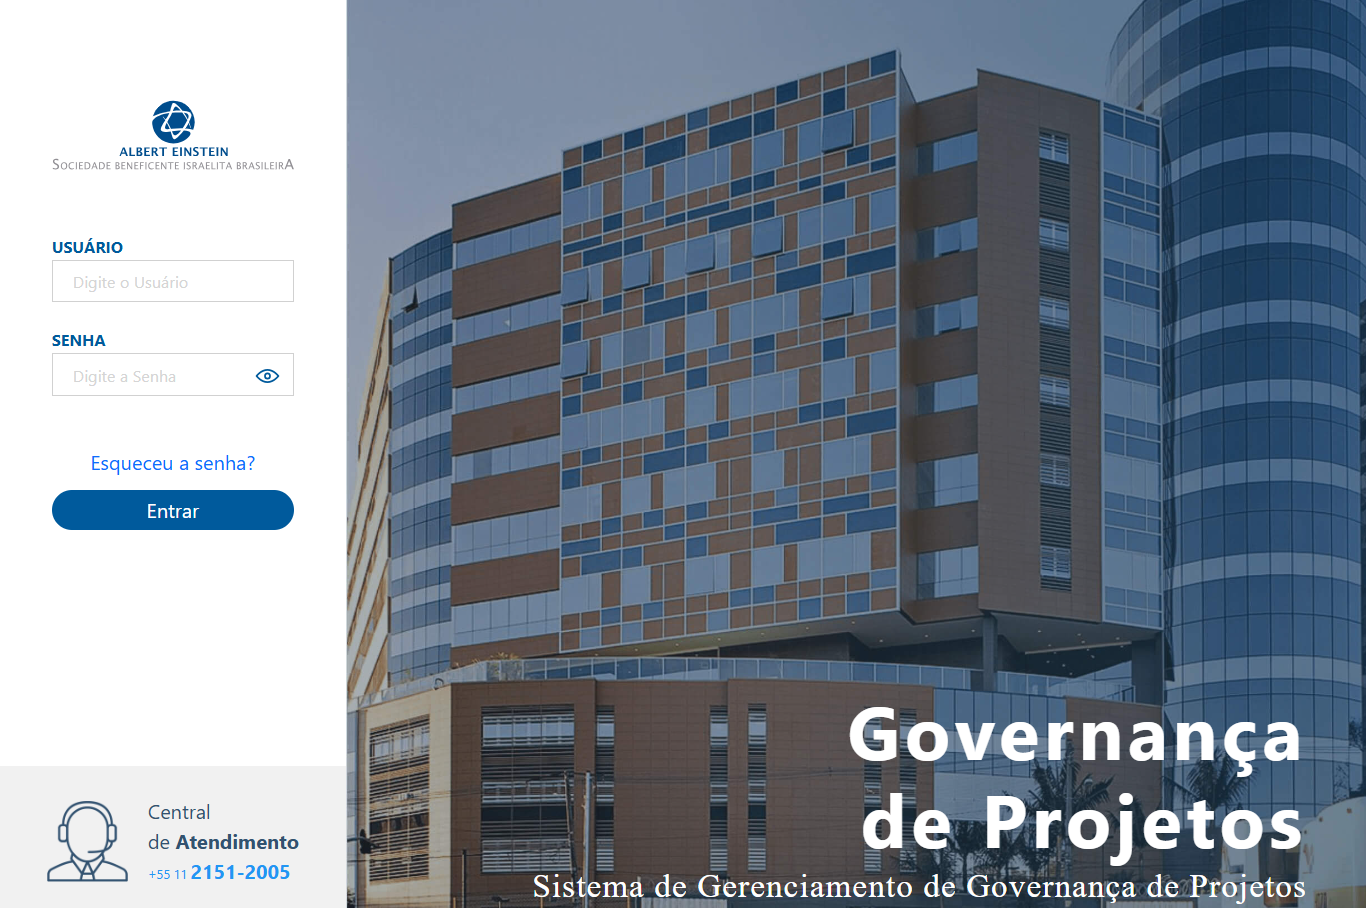 ALBERT EINSTEIN
SOCIEDADE BENEFICENTE ISRAELITA BRASILEIRA
USUÁRIO
Digite o Usuário
SENHA
Digite a Senha
Esqueceu a senha?
Entrar
Central
de Atendimento
+55 11 2151-2005
Governança
de Projetos
Sistema de Gerenciamento de Governança de Projetos